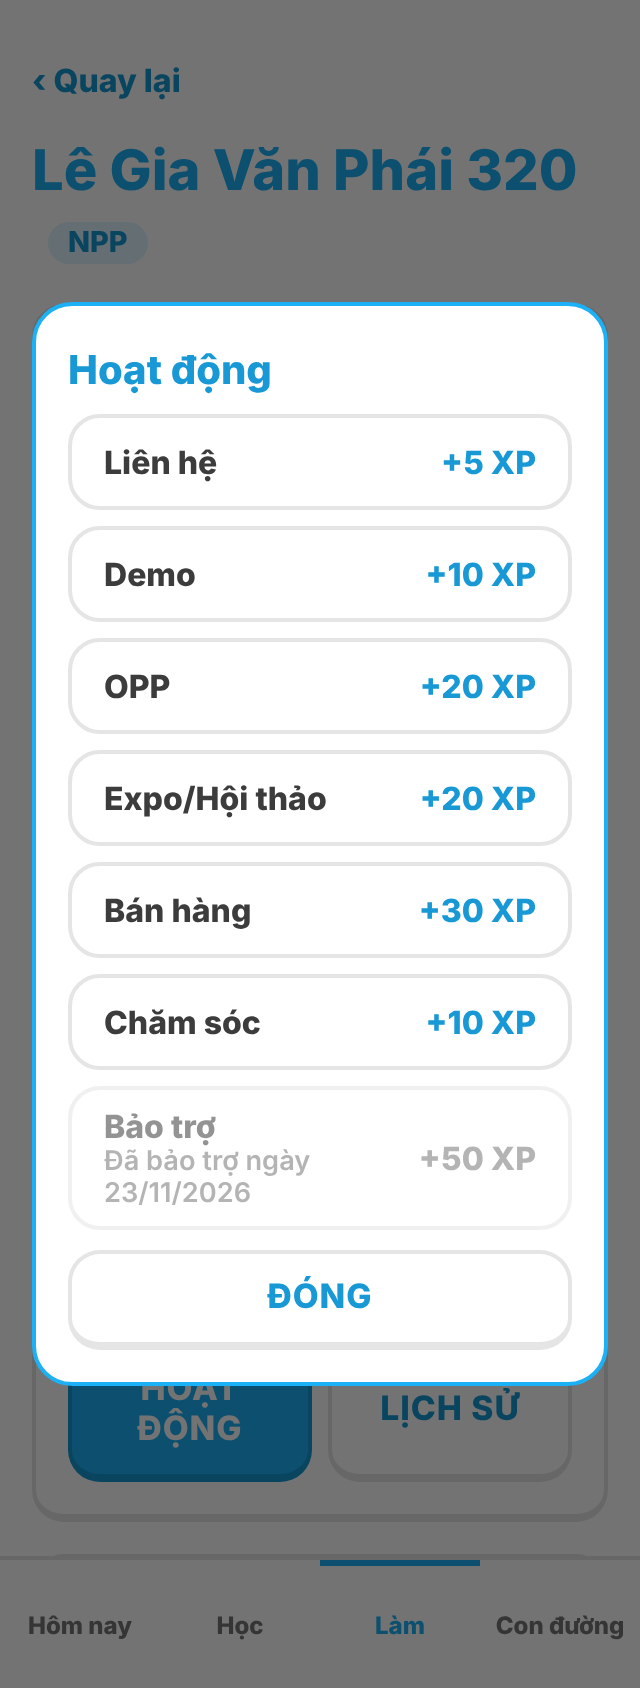 ‹ Quay lại
Lê Gia Văn Phái 320
NPP
Hoạt động
Liên hệ +5 XP
Demo +10 XP
OPP +20 XP
Expo/Hội thảo +20 XP
Bán hàng +30 XP
Chăm sóc +10 XP
Bảo trợ
Đã bảo trợ ngày
23/11/2026
+50 XP
ĐÓNG
HOẠT
ĐỘNG
LỊCH SỬ
Hôm nay Học Làm Con đường